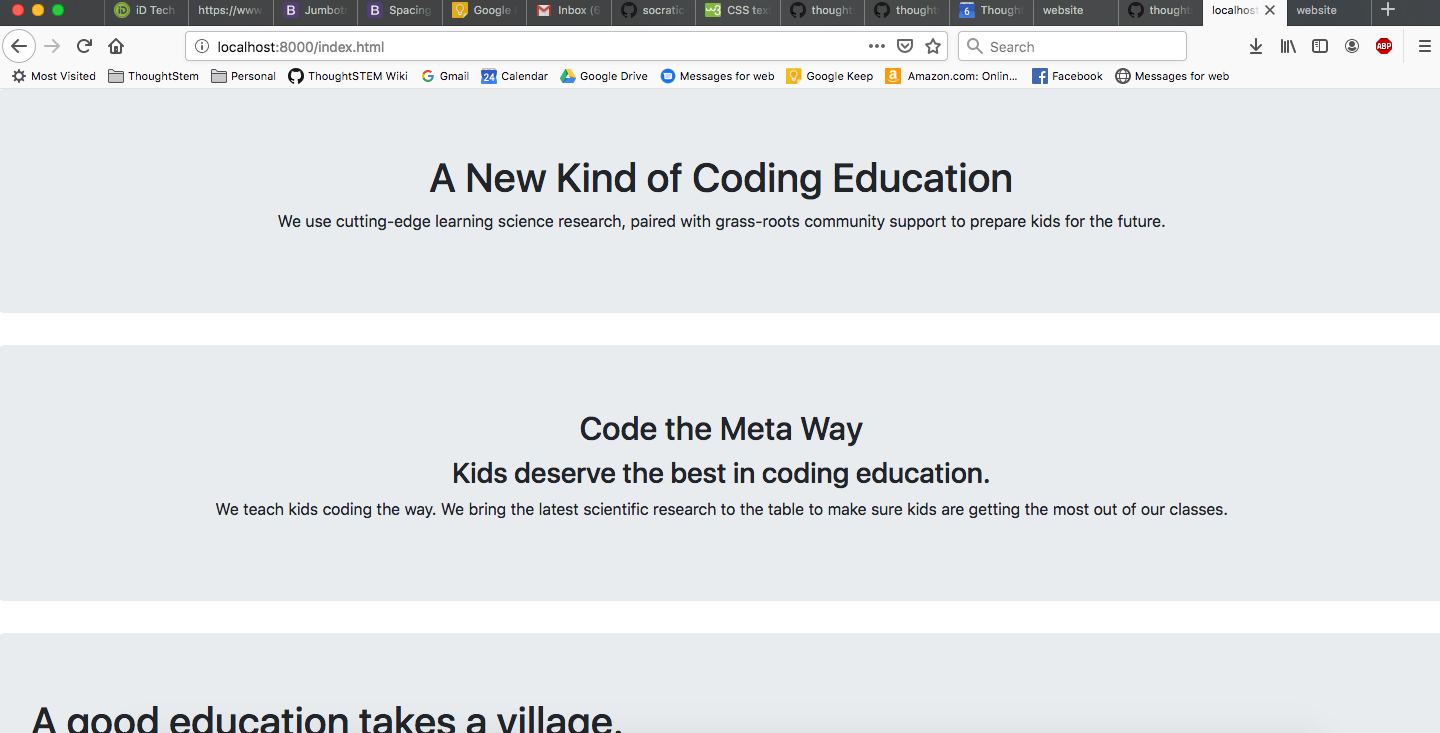 iD Tech https://www. Jumbot Spacing Google Inbox (6 socratic CSS tex thought thought Thought website thought localhost website
localhost:8000/index.html Search ABP
Most Visited ThoughtStem Personal ThoughtSTEM Wiki Gmail 24 Calendar Google Drive Messages for web Google Keep Amazon.com: Onlin... Facebook Messages for web
A New Kind of Coding Education
We use cutting-edge learning science research, paired with grass-roots community support to prepare kids for the future.
Code the Meta Way
Kids deserve the best in coding education.
We teach kids coding the way. We bring the latest scientific research to the table to make sure kids are getting the most out of our classes.
A good education takes a village.